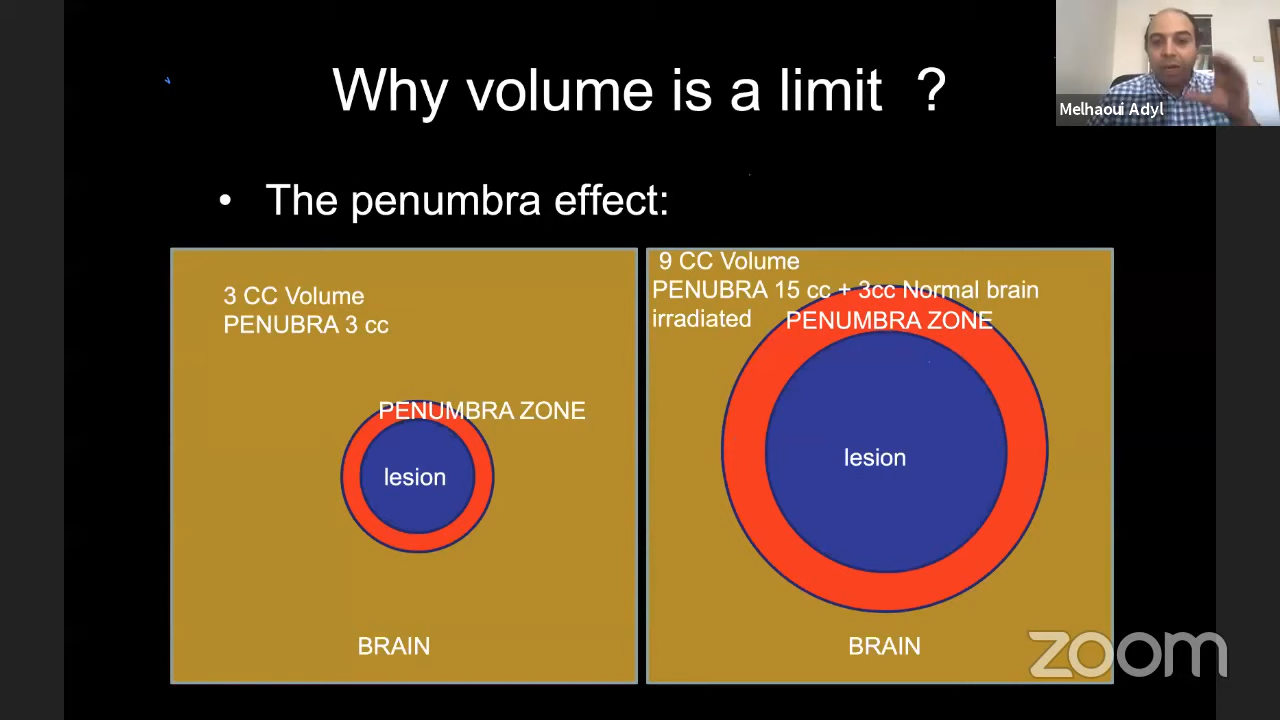 Why volume is a limit ?
Melhaoui Adyl
• The penumbra effect:
3 CC Volume
PENUBRA 3 cc
PENUMBRA ZONE
lesion
BRAIN
9 CC Volume
PENUBRA 15 cc + 3cc Normal brain
irradiated
PENUMBRA ZONE
lesion
BRAIN
zoom